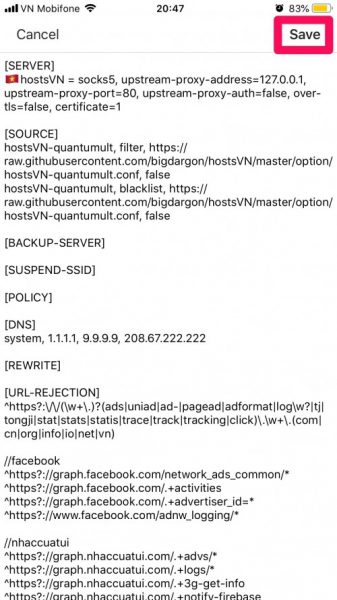 VN Mobifone 20:47 83%
Cancel Save
[SERVER]
hostsVN = socks5, upstream-proxy-address=127.0.0.1,
upstream-proxy-port=80, upstream-proxy-auth=false, over-
tls=false, certificate=1
[SOURCE]
hostsVN-quantumult, filter, https://
raw.githubusercontent.com/bigdargon/hostsVN/master/option/
hostsVN-quantumult.conf, false
hostsVN-quantumult, blacklist, https://
raw.githubusercontent.com/bigdargon/hostsVN/master/option/
hostsVN-quantumult.conf, false
[BACKUP-SERVER]
[SUSPEND-SSID]
[POLICY]
[DNS]
system, 1.1.1.1, 9.9.9.9, 208.67.222.222
[REWRITE]
[URL-REJECTION]
^https?:\/\/(\w+\.)?(ads|uniad|ad-|pagead|adformat|log\w?|tj|
tongji|stat|stats|statis|trace|track|tracking|click)\.\w+\.(com|
cn|org|info|io|net|vn)
//facebook
^https?://graph.facebook.com/network_ads_common/*
^https?://graph.facebook.com/.+activities
^https?://graph.facebook.com/.+advertiser_id=*
^https?://www.facebook.com/adnw_logging/*
//nhaccuatui
^https?://graph.nhaccuatui.com/.+advs/*
^https?://graph.nhaccuatui.com/.+logs/*
^https?://graph.nhaccuatui.com/.+3g-get-info
^https?://graph.nhaccuatui.com/.+notify-firebase